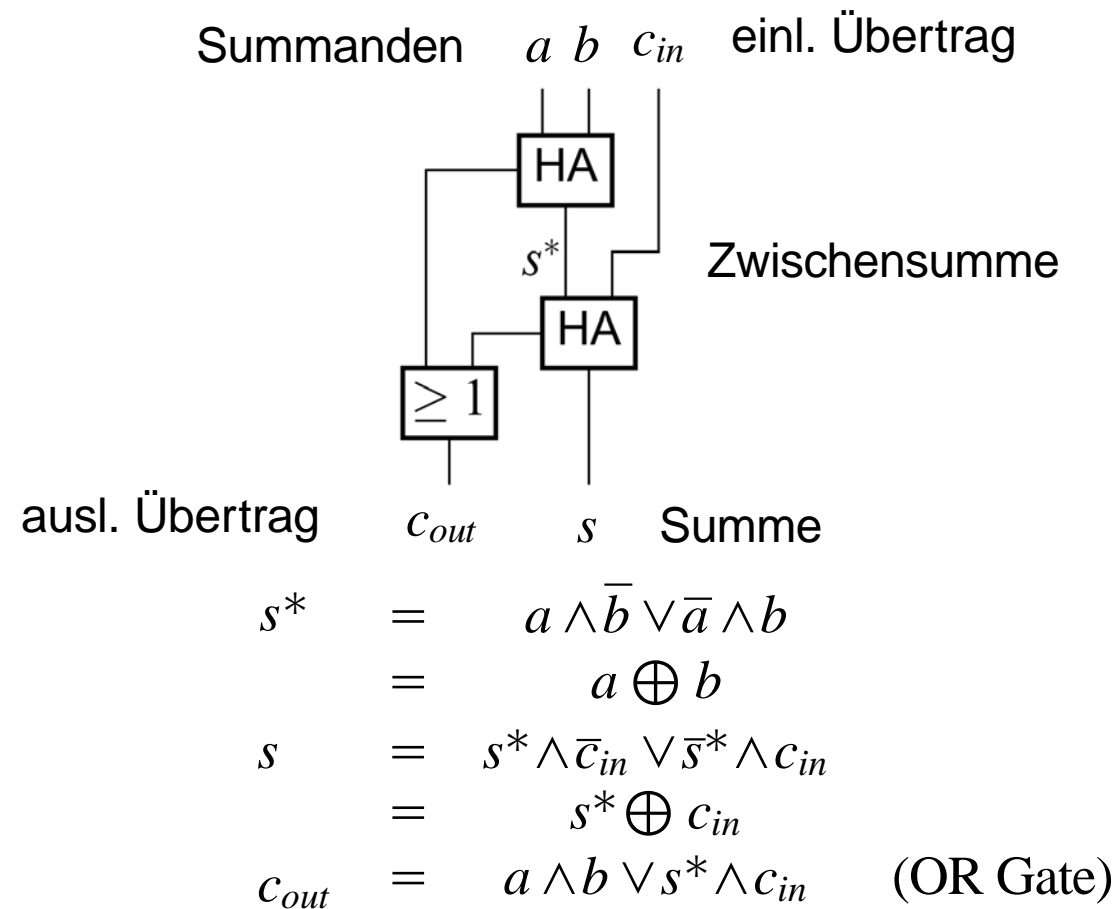 Summanden a b c_in einl. Übertrag
HA
s* Zwischensumme
HA
≥ 1
ausl. Übertrag c_out s Summe
s* = a ∧ b̅ ∨ a̅ ∧ b
= a ⊕ b
s = s* ∧ c̅_in ∨ s̅* ∧ c_in
= s* ⊕ c_in
c_out = a ∧ b ∨ s* ∧ c_in (OR Gate)